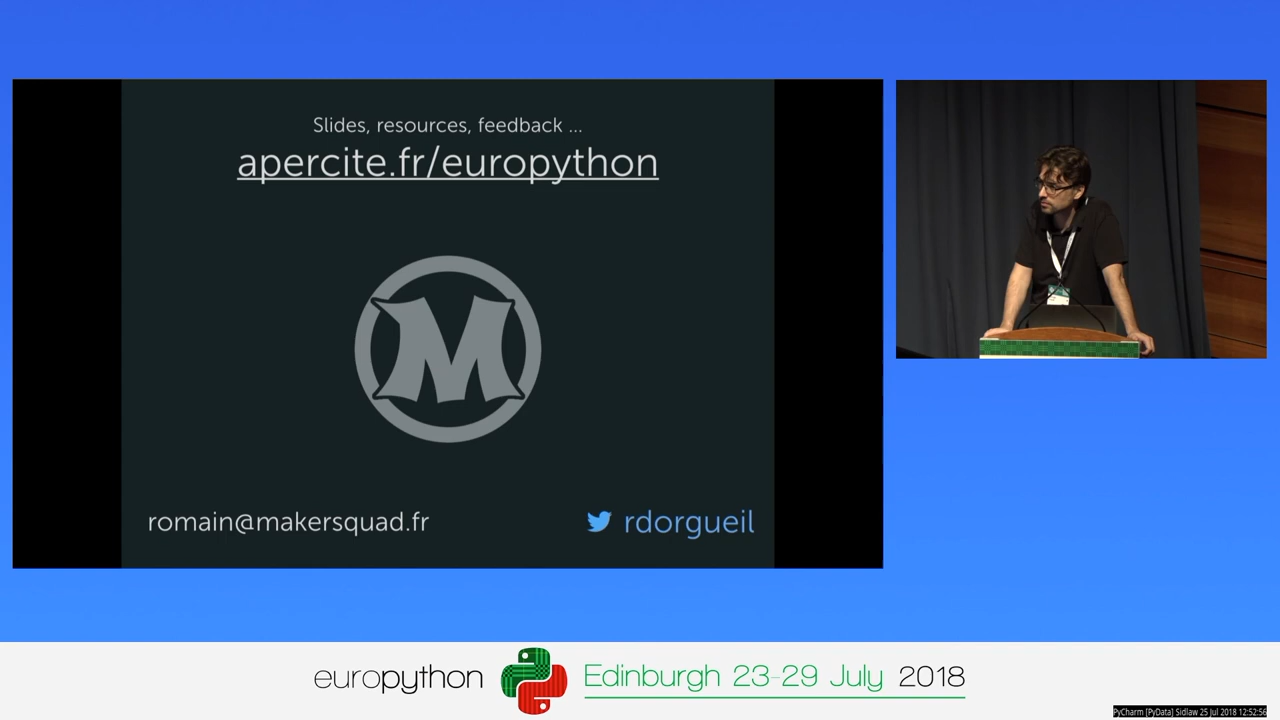 Slides, resources, feedback ...
apercite.fr/europython
M
romain@makersquad.fr
rdorgueil
europython
Edinburgh 23-29 July 2018
PyCharm [PyData] Sidlaw 25 Jul 2018 12:52:56